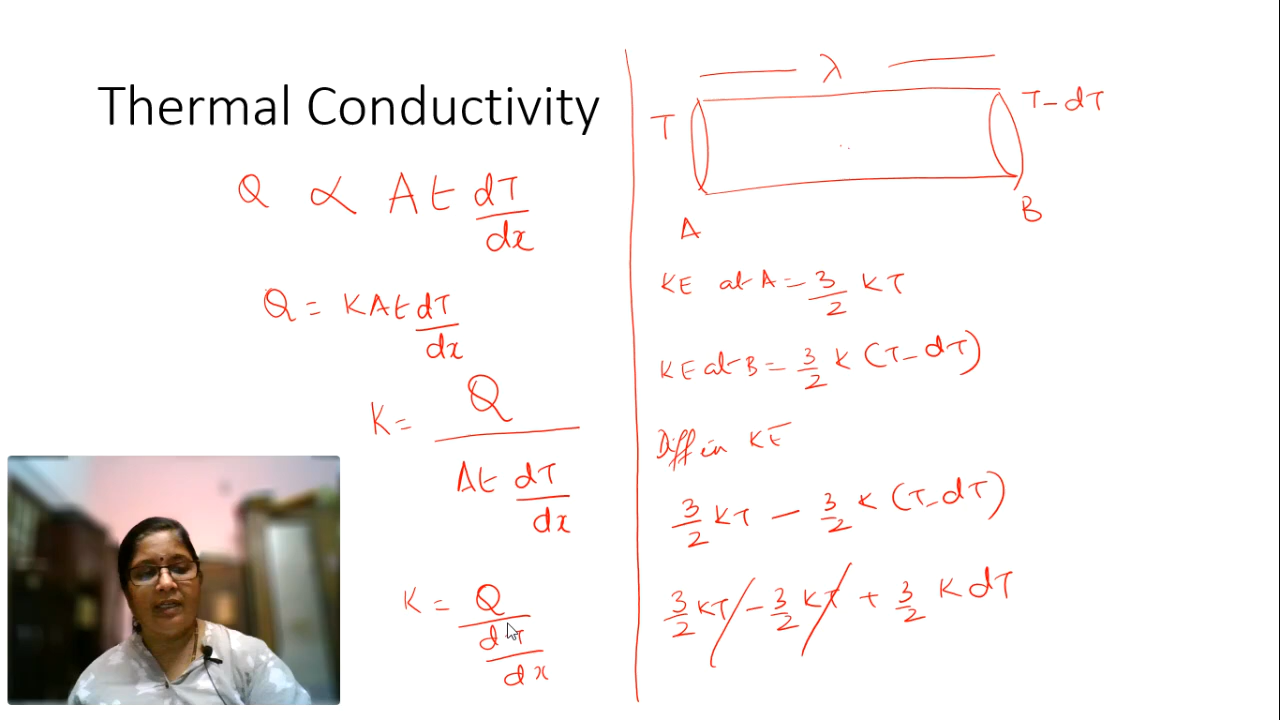 Thermal Conductivity
Q ∝ A t dT/dx
Q = KAt dT/dx
K = Q / (At dT/dx)
K = Q / (dT/dx)
λ
T
T-dT
A
B
KE at A = 3/2 KT
KE at B = 3/2 K (T-dT)
Diff in KE
3/2 KT - 3/2 K (T-dT)
3/2 KT - 3/2 KT + 3/2 K dT